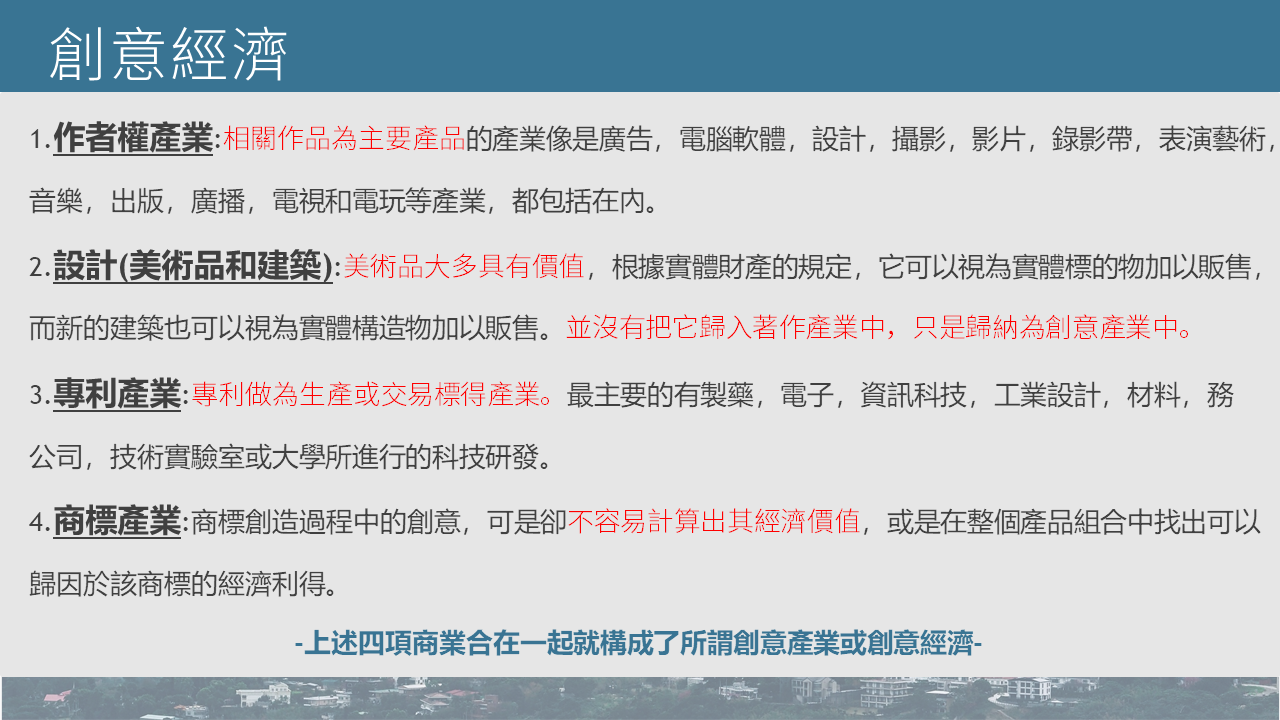 創意經濟
1.作者權產業:相關作品為主要產品的產業像是廣告，電腦軟體，設計，攝影，影片，錄影帶，表演藝術，
音樂，出版，廣播，電視和電玩等產業，都包括在內。
2.設計(美術品和建築):美術品大多具有價值，根據實體財產的規定，它可以視為實體標的物加以販售，
而新的建築也可以視為實體構造物加以販售。並沒有把它歸入著作產業中，只是歸納為創意產業中。
3.專利產業:專利做為生產或交易標得產業。最主要的有製藥，電子，資訊科技，工業設計，材料，務
公司，技術實驗室或大學所進行的科技研發。
4.商標產業:商標創造過程中的創意，可是卻不容易計算出其經濟價值，或是在整個產品組合中找出可以
歸因於該商標的經濟利得。
-上述四項商業合在一起就構成了所謂創意產業或創意經濟-